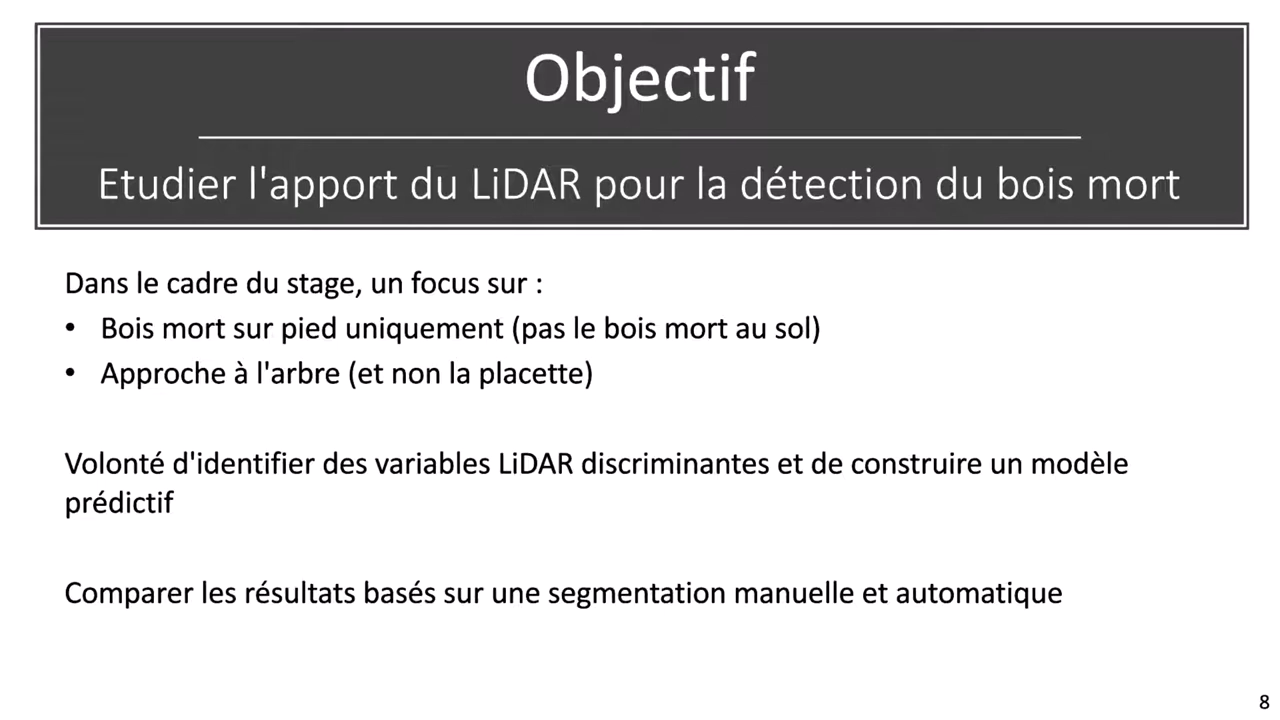 Objectif
Etudier l'apport du LiDAR pour la détection du bois mort
Dans le cadre du stage, un focus sur :
• Bois mort sur pied uniquement (pas le bois mort au sol)
• Approche à l'arbre (et non la placette)
Volonté d'identifier des variables LiDAR discriminantes et de construire un modèle
prédictif
Comparer les résultats basés sur une segmentation manuelle et automatique
8